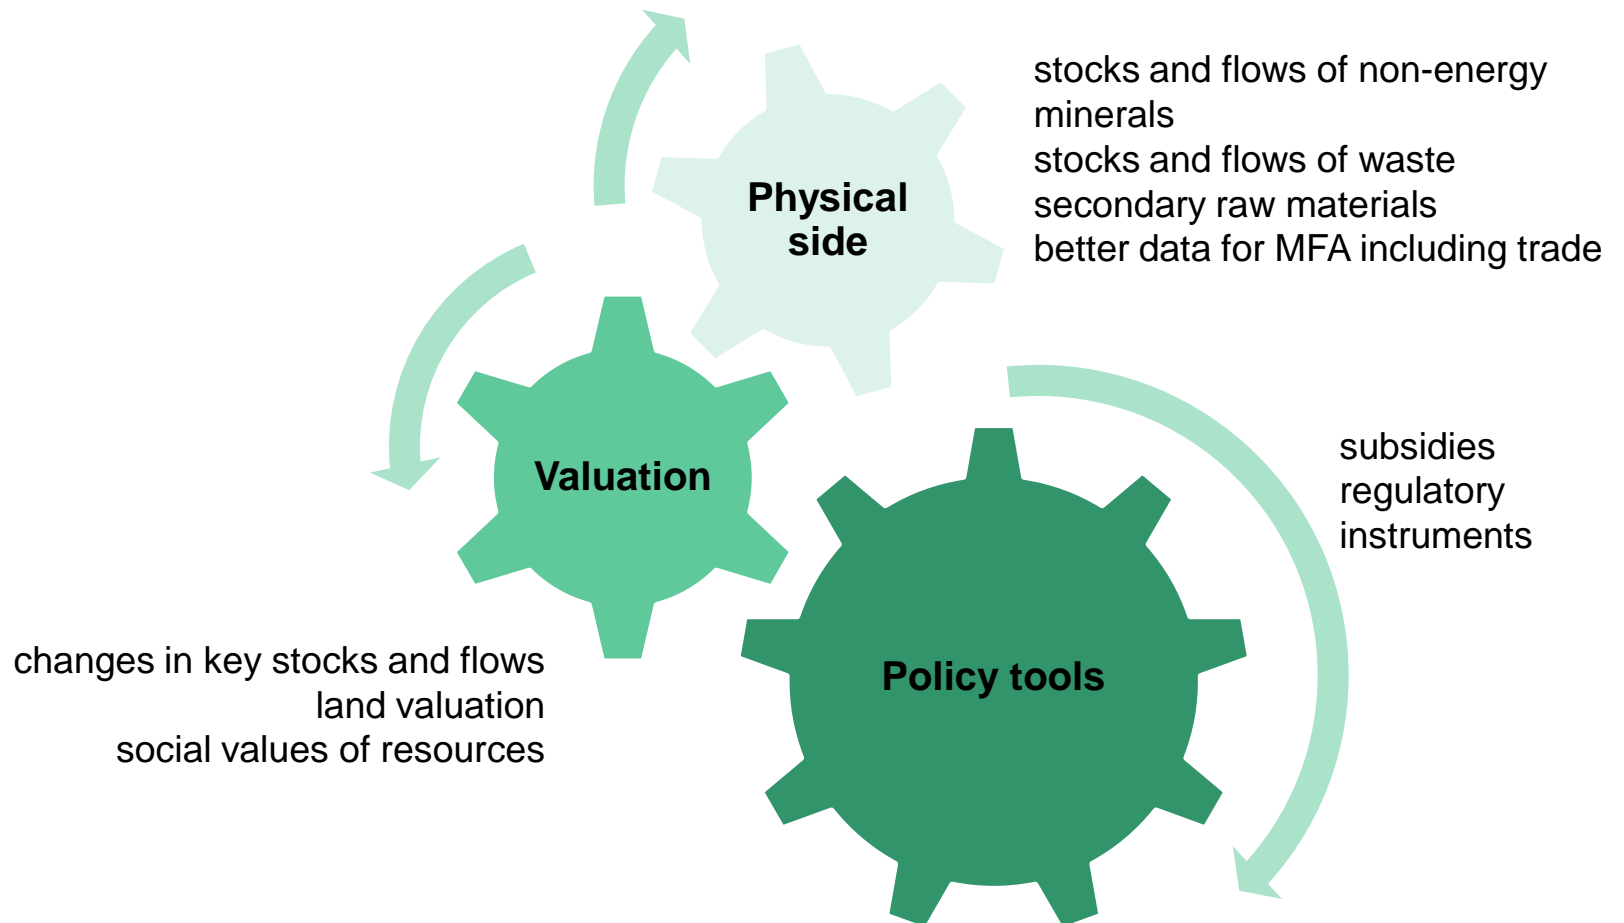 stocks and flows of non-energy
minerals
stocks and flows of waste
secondary raw materials
better data for MFA including trade
Physical
side
Valuation
subsidies
regulatory
instruments
changes in key stocks and flows
land valuation
social values of resources
Policy tools